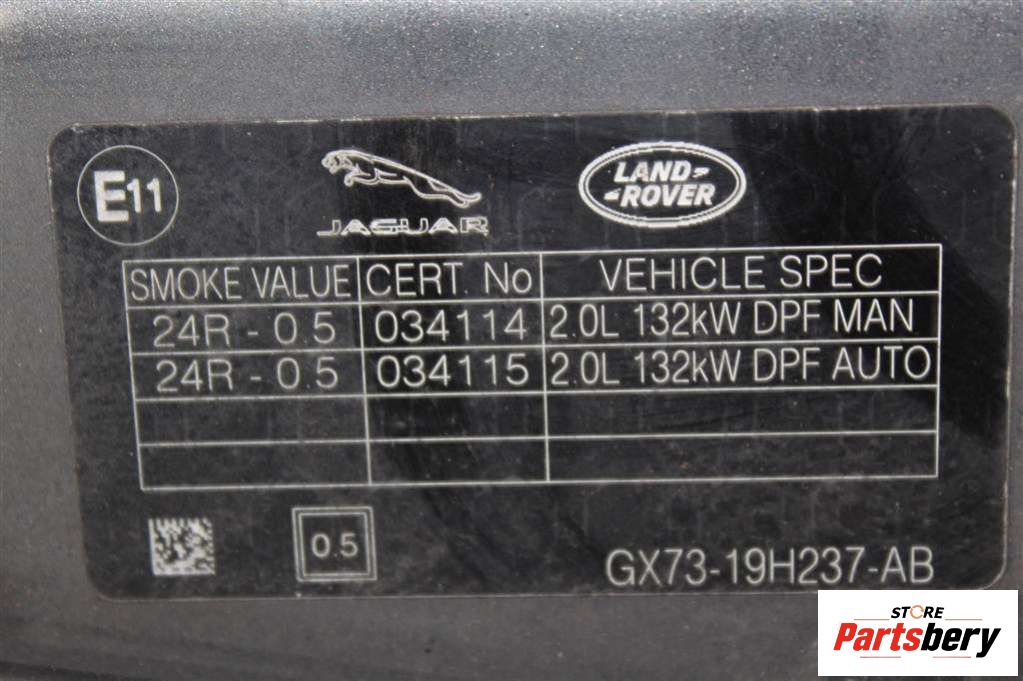 E11
JAGUAR
LAND
ROVER
SMOKE VALUE CERT. No VEHICLE SPEC
24R - 0.5 034114 2.0L 132kW DPF MAN
24R - 0.5 034115 2.0L 132kW DPF AUTO
0.5
GX73-19H237-AB
STORE
Partsbery